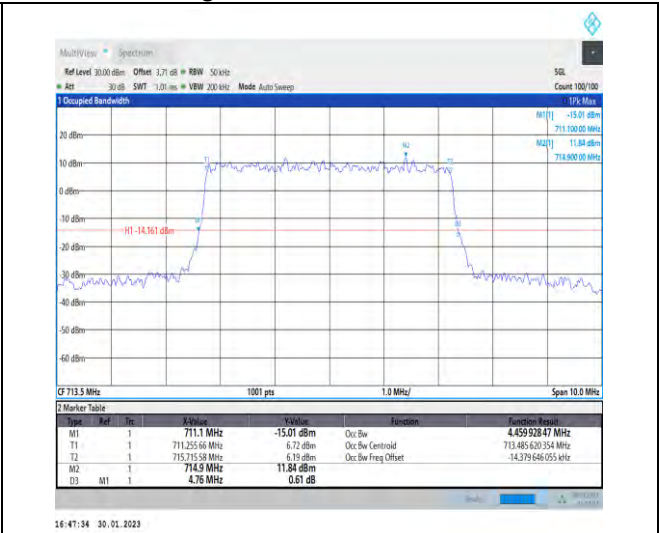 MultiView Spectrum
Ref Level 30.00 dBm Offset 3.71 dB RBW 50 kHz SGL
Att 30 dB SWT 1.01 ms VBW 200 kHz Mode Auto Sweep Count 100/100
1 Occupied Bandwidth 1Pk Max
M1[1] -15.01 dBm
711.100 00 MHz
M2[1] 11.84 dBm
714.900 00 MHz
20 dBm
10 dBm
0 dBm
-10 dBm
H1 -14.161 dBm
-20 dBm
-30 dBm
-40 dBm
-50 dBm
-60 dBm
T1
M2
T2
CF 713.5 MHz 1001 pts 1.0 MHz/ Span 10.0 MHz
2 Marker Table
Type Ref Trc X-Value Y-Value Function Function Result
M1 1 711.1 MHz -15.01 dBm Occ Bw 4.459 928 47 MHz
T1 1 711.255 66 MHz 6.72 dBm Occ Bw Centroid 713.485 620 354 MHz
T2 1 715.715 58 MHz 6.19 dBm Occ Bw Freq Offset -14.379 646 055 kHz
M2 1 714.9 MHz 11.84 dBm
D3 M1 1 4.76 MHz 0.61 dB
16:47:34 30.01.2023